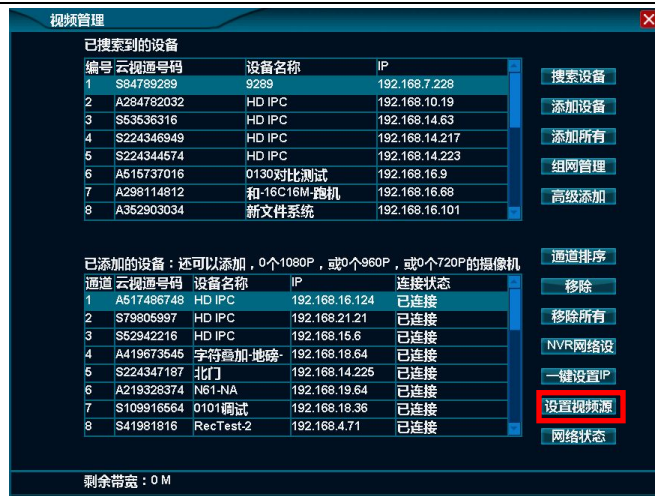 视频管理
已搜索到的设备
编号 云视通号码 设备名称 IP
1 S84789289 9289 192.168.7.228
2 A284782032 HD IPC 192.168.10.19
3 S53536316 HD IPC 192.168.14.63
4 S224346949 HD IPC 192.168.14.217
5 S224344574 HD IPC 192.168.14.223
6 A515737016 0130对比测试 192.168.16.9
7 A298114812 和-16C16M-跑机 192.168.16.68
8 A352903034 新文件系统 192.168.16.101
搜索设备
添加设备
添加所有
组网管理
高级添加
已添加的设备：还可以添加，0个1080P，或0个960P，或0个720P的摄像机
通道 云视通号码 设备名称 IP 连接状态
1 A517486748 HD IPC 192.168.16.124 已连接
2 S79805997 HD IPC 192.168.21.21 已连接
3 S52942216 HD IPC 192.168.15.6 已连接
4 A419673545 字符叠加-地磅- 192.168.18.64 已连接
5 S224347187 北门 192.168.14.225 已连接
6 A219328374 N61-NA 192.168.19.64 已连接
7 S109916564 0101调试 192.168.18.36 已连接
8 S41981816 RecTest-2 192.168.4.71 已连接
通道排序
移除
移除所有
NVR网络设
一键设置IP
设置视频源
网络状态
剩余带宽：0 M